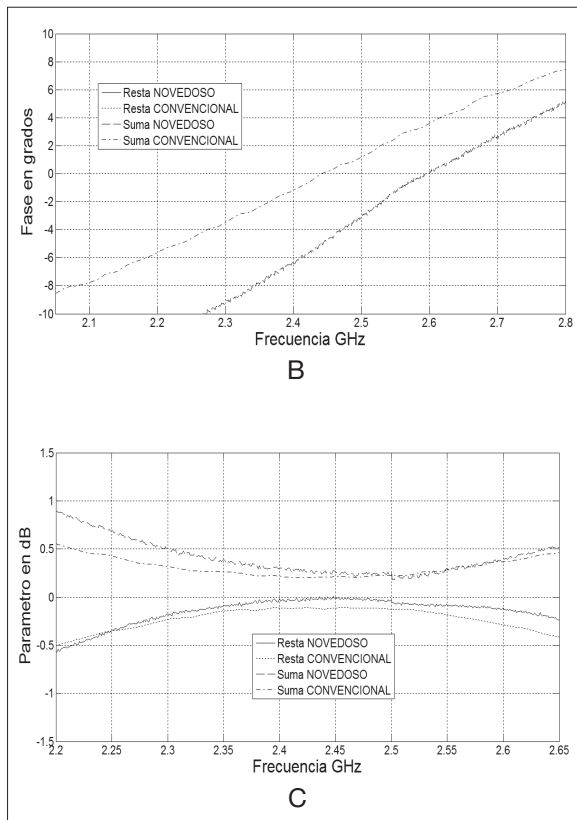 10
8
6
4
2
0
-2
-4
-6
-8
-10
Fase en grados
Resta NOVEDOSO
Resta CONVENCIONAL
Suma NOVEDOSO
Suma CONVENCIONAL
2.1 2.2 2.3 2.4 2.5 2.6 2.7 2.8
Frecuencia GHz
B
1.5
1
0.5
0
-0.5
-1
-1.5
Parametro en dB
Resta NOVEDOSO
Resta CONVENCIONAL
Suma NOVEDOSO
Suma CONVENCIONAL
2.2 2.25 2.3 2.35 2.4 2.45 2.5 2.55 2.6 2.65
Frecuencia GHz
C